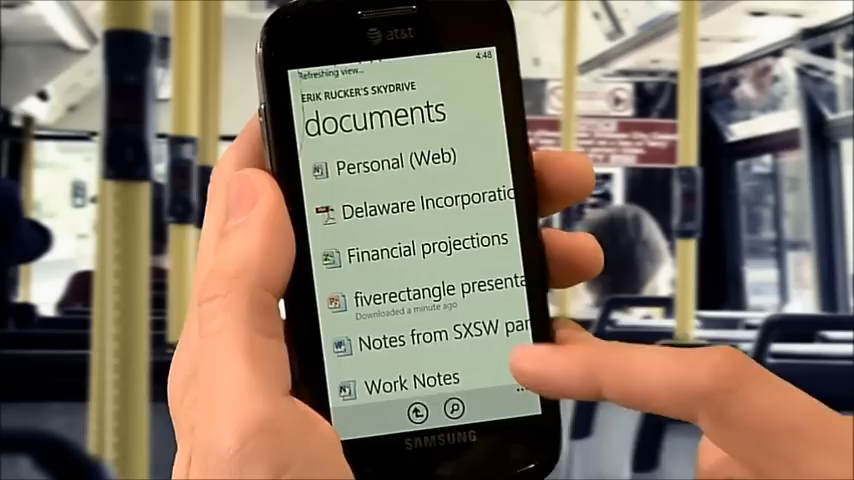 at&t
Refreshing view...
4:48
ERIK RUCKER'S SKYDRIVE
documents
Personal (Web)
Delaware Incorporatio
Financial projections
fiverectangle presenta
Downloaded a minute ago
Notes from SXSW par
Work Notes
SAMSUNG